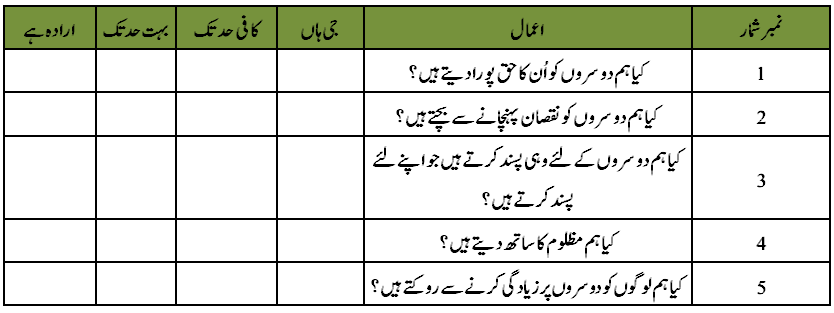 نمبر شمار اعمال جی ہاں کافی حد تک بہت حد تک ارادہ ہے
1 کیا ہم دوسروں کو اُن کا حق پورا دیتے ہیں؟
2 کیا ہم دوسروں کو نقصان پہنچانے سے بچتے ہیں؟
3 کیا ہم دوسروں کے لئے وہی پسند کرتے ہیں جو اپنے لئے
پسند کرتے ہیں؟
4 کیا ہم مظلوم کا ساتھ دیتے ہیں؟
5 کیا ہم لوگوں کو دوسروں پر زیادگی کرنے سے روکتے ہیں؟